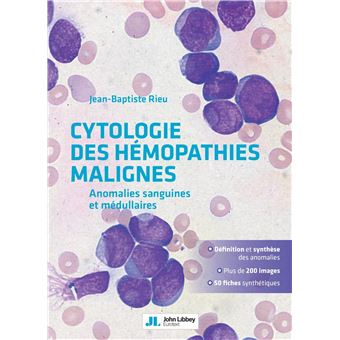 Jean-Baptiste Rieu
CYTOLOGIE
DES HÉMOPATHIES
MALIGNES
Anomalies sanguines
et médullaires
• Définition et synthèse
des anomalies
• Plus de 200 images
• 50 fiches synthétiques
JL John Libbey
Eurotext